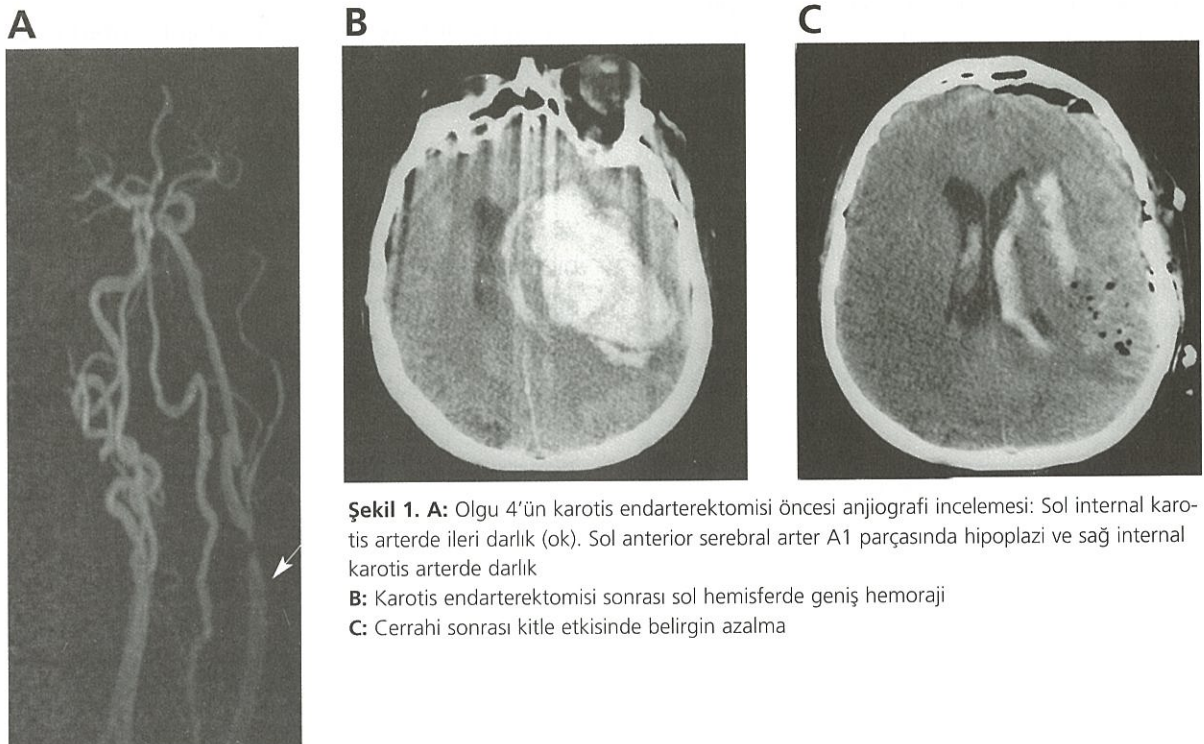 A
B
C
Şekil 1. A: Olgu 4'ün karotis endarterektomisi öncesi anjiografi incelemesi: Sol internal karo-
tis arterde ileri darlık (ok). Sol anterior serebral arter A1 parçasında hipoplazi ve sağ internal
karotis arterde darlık
B: Karotis endarterektomisi sonrası sol hemisferde geniş hemoraji
C: Cerrahi sonrası kitle etkisinde belirgin azalma